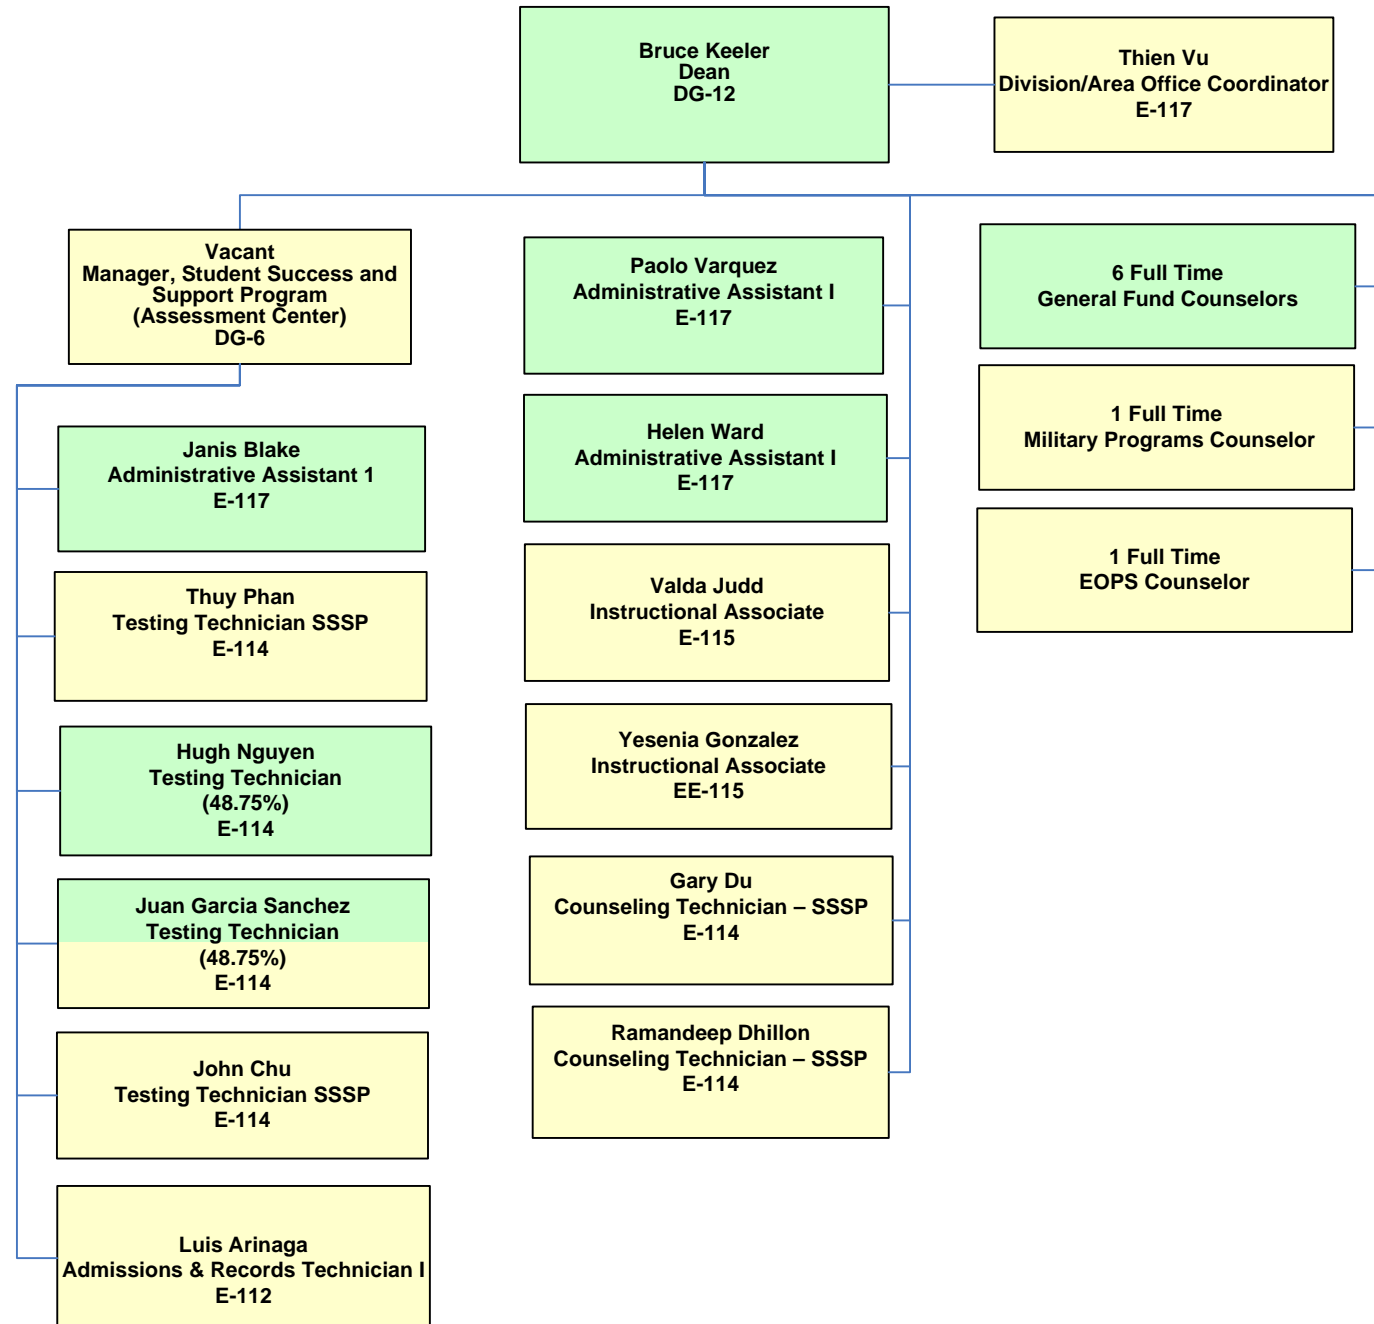 Bruce Keeler
Dean
DG-12
Thien Vu
Division/Area Office Coordinator
E-117
Vacant
Manager, Student Success and
Support Program
(Assessment Center)
DG-6
Janis Blake
Administrative Assistant 1
E-117
Thuy Phan
Testing Technician SSSP
E-114
Hugh Nguyen
Testing Technician
(48.75%)
E-114
Juan Garcia Sanchez
Testing Technician
(48.75%)
E-114
John Chu
Testing Technician SSSP
E-114
Luis Arinaga
Admissions & Records Technician I
E-112
Paolo Varquez
Administrative Assistant I
E-117
Helen Ward
Administrative Assistant I
E-117
Valda Judd
Instructional Associate
E-115
Yesenia Gonzalez
Instructional Associate
EE-115
Gary Du
Counseling Technician – SSSP
E-114
Ramandeep Dhillon
Counseling Technician – SSSP
E-114
6 Full Time
General Fund Counselors
1 Full Time
Military Programs Counselor
1 Full Time
EOPS Counselor